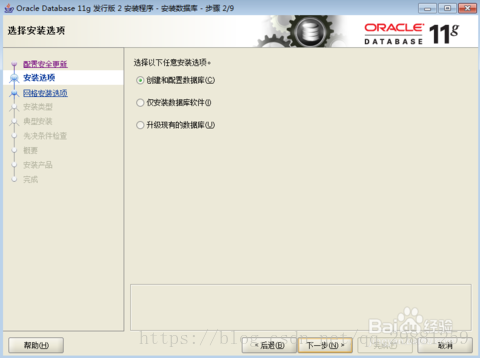 Oracle Database 11g 发行版 2 安装程序 - 安装数据库 - 步骤 2/9
选择安装选项
ORACLE
DATABASE
11g
配置安全更新
安装选项
网格安装选项
安装类型
典型安装
先决条件检查
概要
安装产品
完成
选择以下任意安装选项。
创建和配置数据库(C)
仅安装数据库软件(I)
升级现有的数据库(U)
Baidu 经验
帮助(H)
< 后退(B)
下一步(N) >
取消